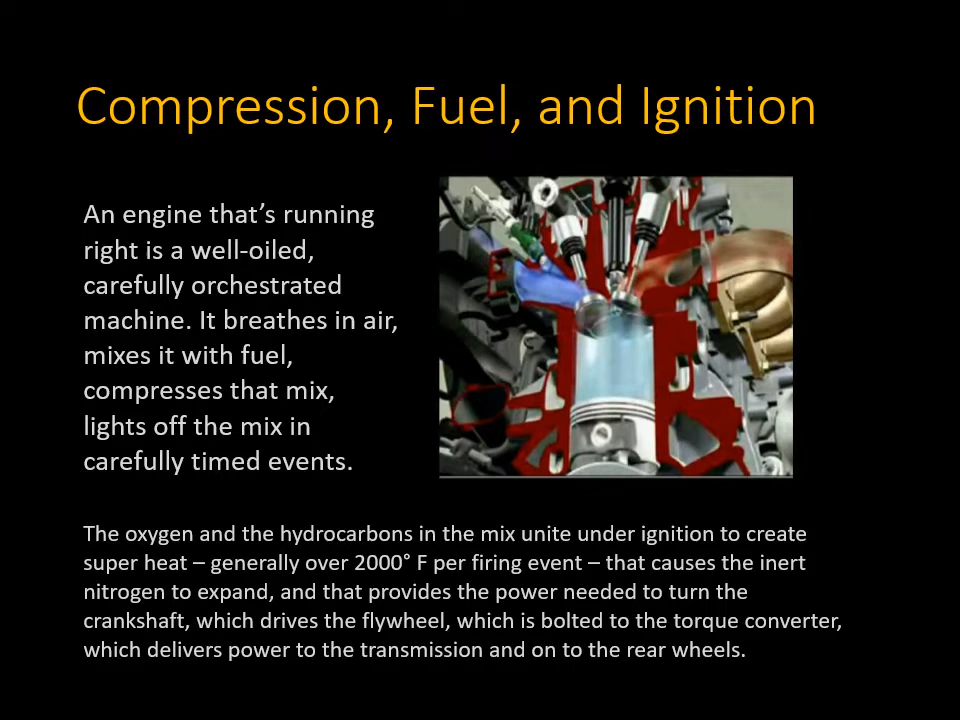 Compression, Fuel, and Ignition
An engine that’s running
right is a well-oiled,
carefully orchestrated
machine. It breathes in air,
mixes it with fuel,
compresses that mix,
lights off the mix in
carefully timed events.
The oxygen and the hydrocarbons in the mix unite under ignition to create
super heat – generally over 2000° F per firing event – that causes the inert
nitrogen to expand, and that provides the power needed to turn the
crankshaft, which drives the flywheel, which is bolted to the torque converter,
which delivers power to the transmission and on to the rear wheels.